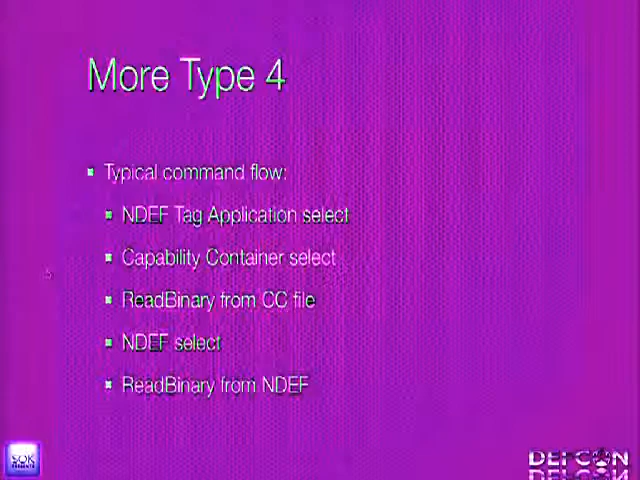 More Type 4
Typical command flow:
NDEF Tag Application select
Capability Container select
ReadBinary from CC file
NDEF select
ReadBinary from NDEF
SOK
DEFCON